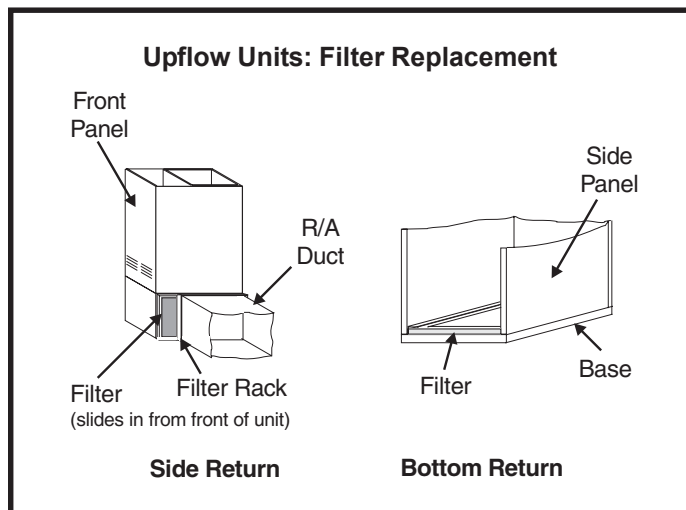 Upflow Units: Filter Replacement
Front
Panel
Side
Panel
R/A
Duct
Filter
(slides in from front of unit)
Filter Rack
Filter
Base
Side Return
Bottom Return